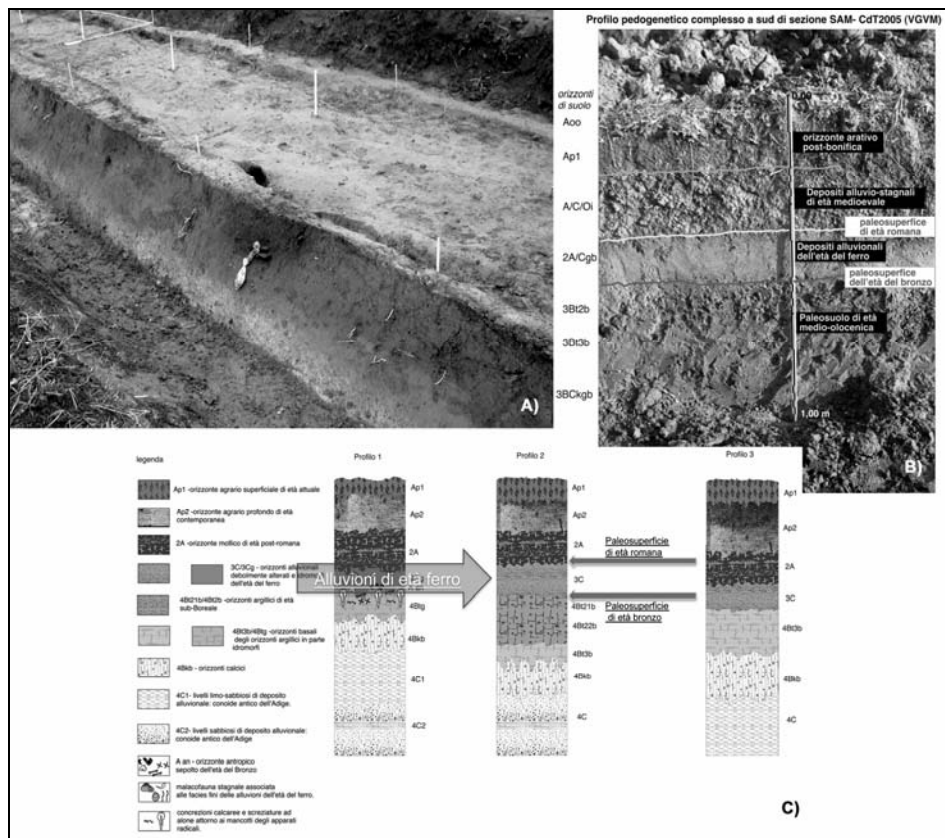 A)
Profilo pedogenetico complesso a sud di sezione SAM- CdT2005 (VGVM)
orizzonti
di suolo
Aoo
Ap1
A/C/Oi
2A/Cgb
3Bt2b
3Bt3b
3BCkgb
0,00
orizzonte arativo
post-bonifica
Depositi alluvio-stagnali
di età medioevale
paleosuperfice
di età romana
Depositi alluvionali
dell'età del ferro
paleosuperfice
dell'età del bronzo
Paleosuolo di età
medio-olocenica
1,00 m
B)
legenda
Ap1 -orizzonte agrario superficiale di età attuale
Ap2 -orizzonte agrario profondo di età
contemporanea
2A -orizzonte mollico di età post-romana
3C/3Cg - orizzonti alluvionali
debolmente alterati e idromorfi
dell'età del ferro
4Bt21b/4Bt2b -orizzonti argillici di età
sub-Boreale
4Bt3b/4Btg -orizzonti basali
degli orizzonti argillici in parte
idromorfi
4Bkb - orizzonti calcici
4C1- livelli limo-sabbiosi di deposito
alluvionale: conoide antico dell'Adige.
4C2- livelli sabbiosi di deposito alluvionale:
conoide antico dell'Adige
A an - orizzonte antropico
sepolto dell'età del Bronzo
malacofauna stagnale associata
alle facies fini delle alluvioni dell'età del ferro.
concrezioni calcaree e screziature ad
alone attorno ai mancotti degli apparati
radicali.
Profilo 1
Ap1
Ap2
2A
4Btg
4Bkb
4C1
4C2
Alluvioni di età ferro
Profilo 2
Ap1
Ap2
2A
3C
4Bt21b
4Bt22b
4Bt3b
4Bkb
4C
Paleosuperficie
di età romana
Paleosuperficie
di età bronzo
Profilo 3
Ap1
Ap2
2A
3C
4Bt3b
4Bkb
4C
C)